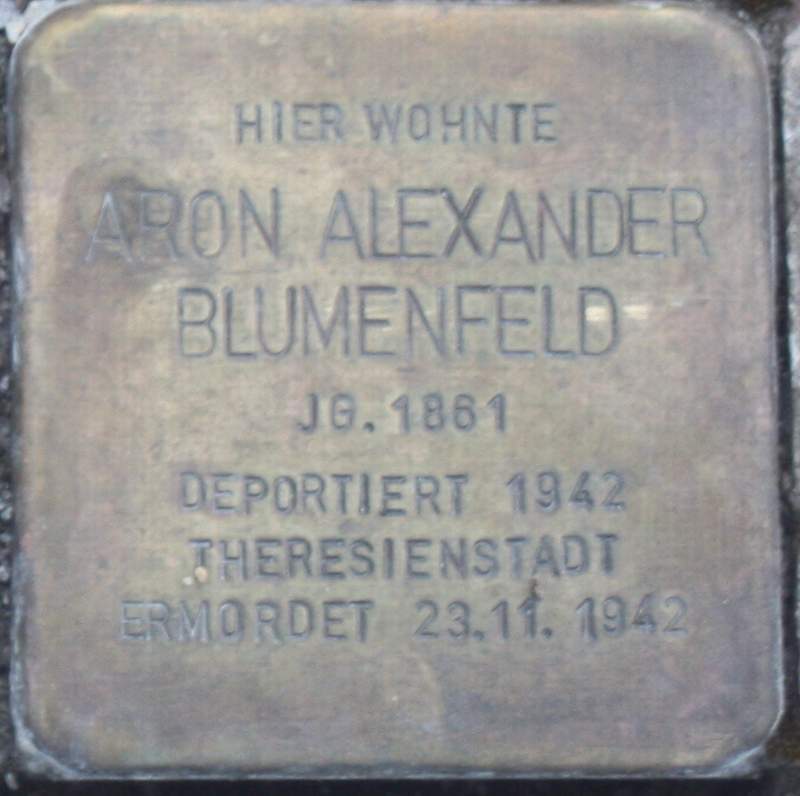 HIER WOHNTE
ARON ALEXANDER
BLUMENFELD
JG. 1861
DEPORTIERT 1942
THERESIENSTADT
ERMORDET 23.11. 1942